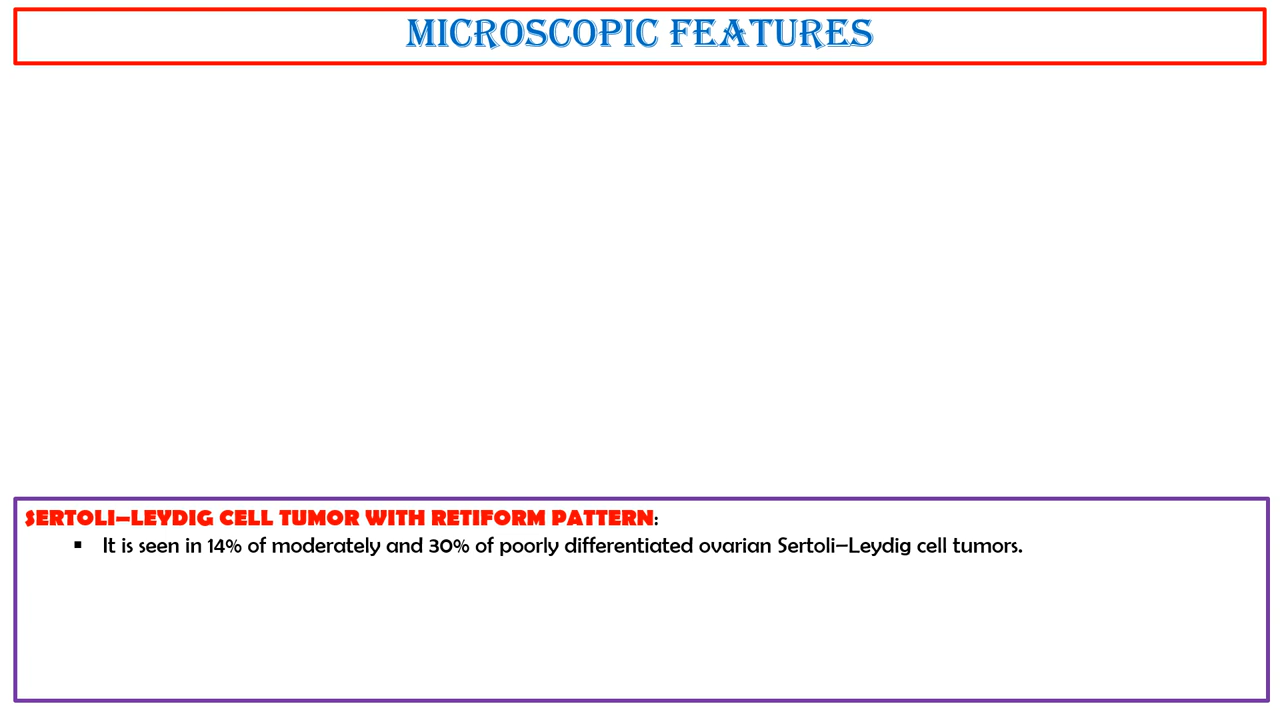 MICROSCOPIC FEATURES
SERTOLI–LEYDIG CELL TUMOR WITH RETIFORM PATTERN:
▪ It is seen in 14% of moderately and 30% of poorly differentiated ovarian Sertoli–Leydig cell tumors.